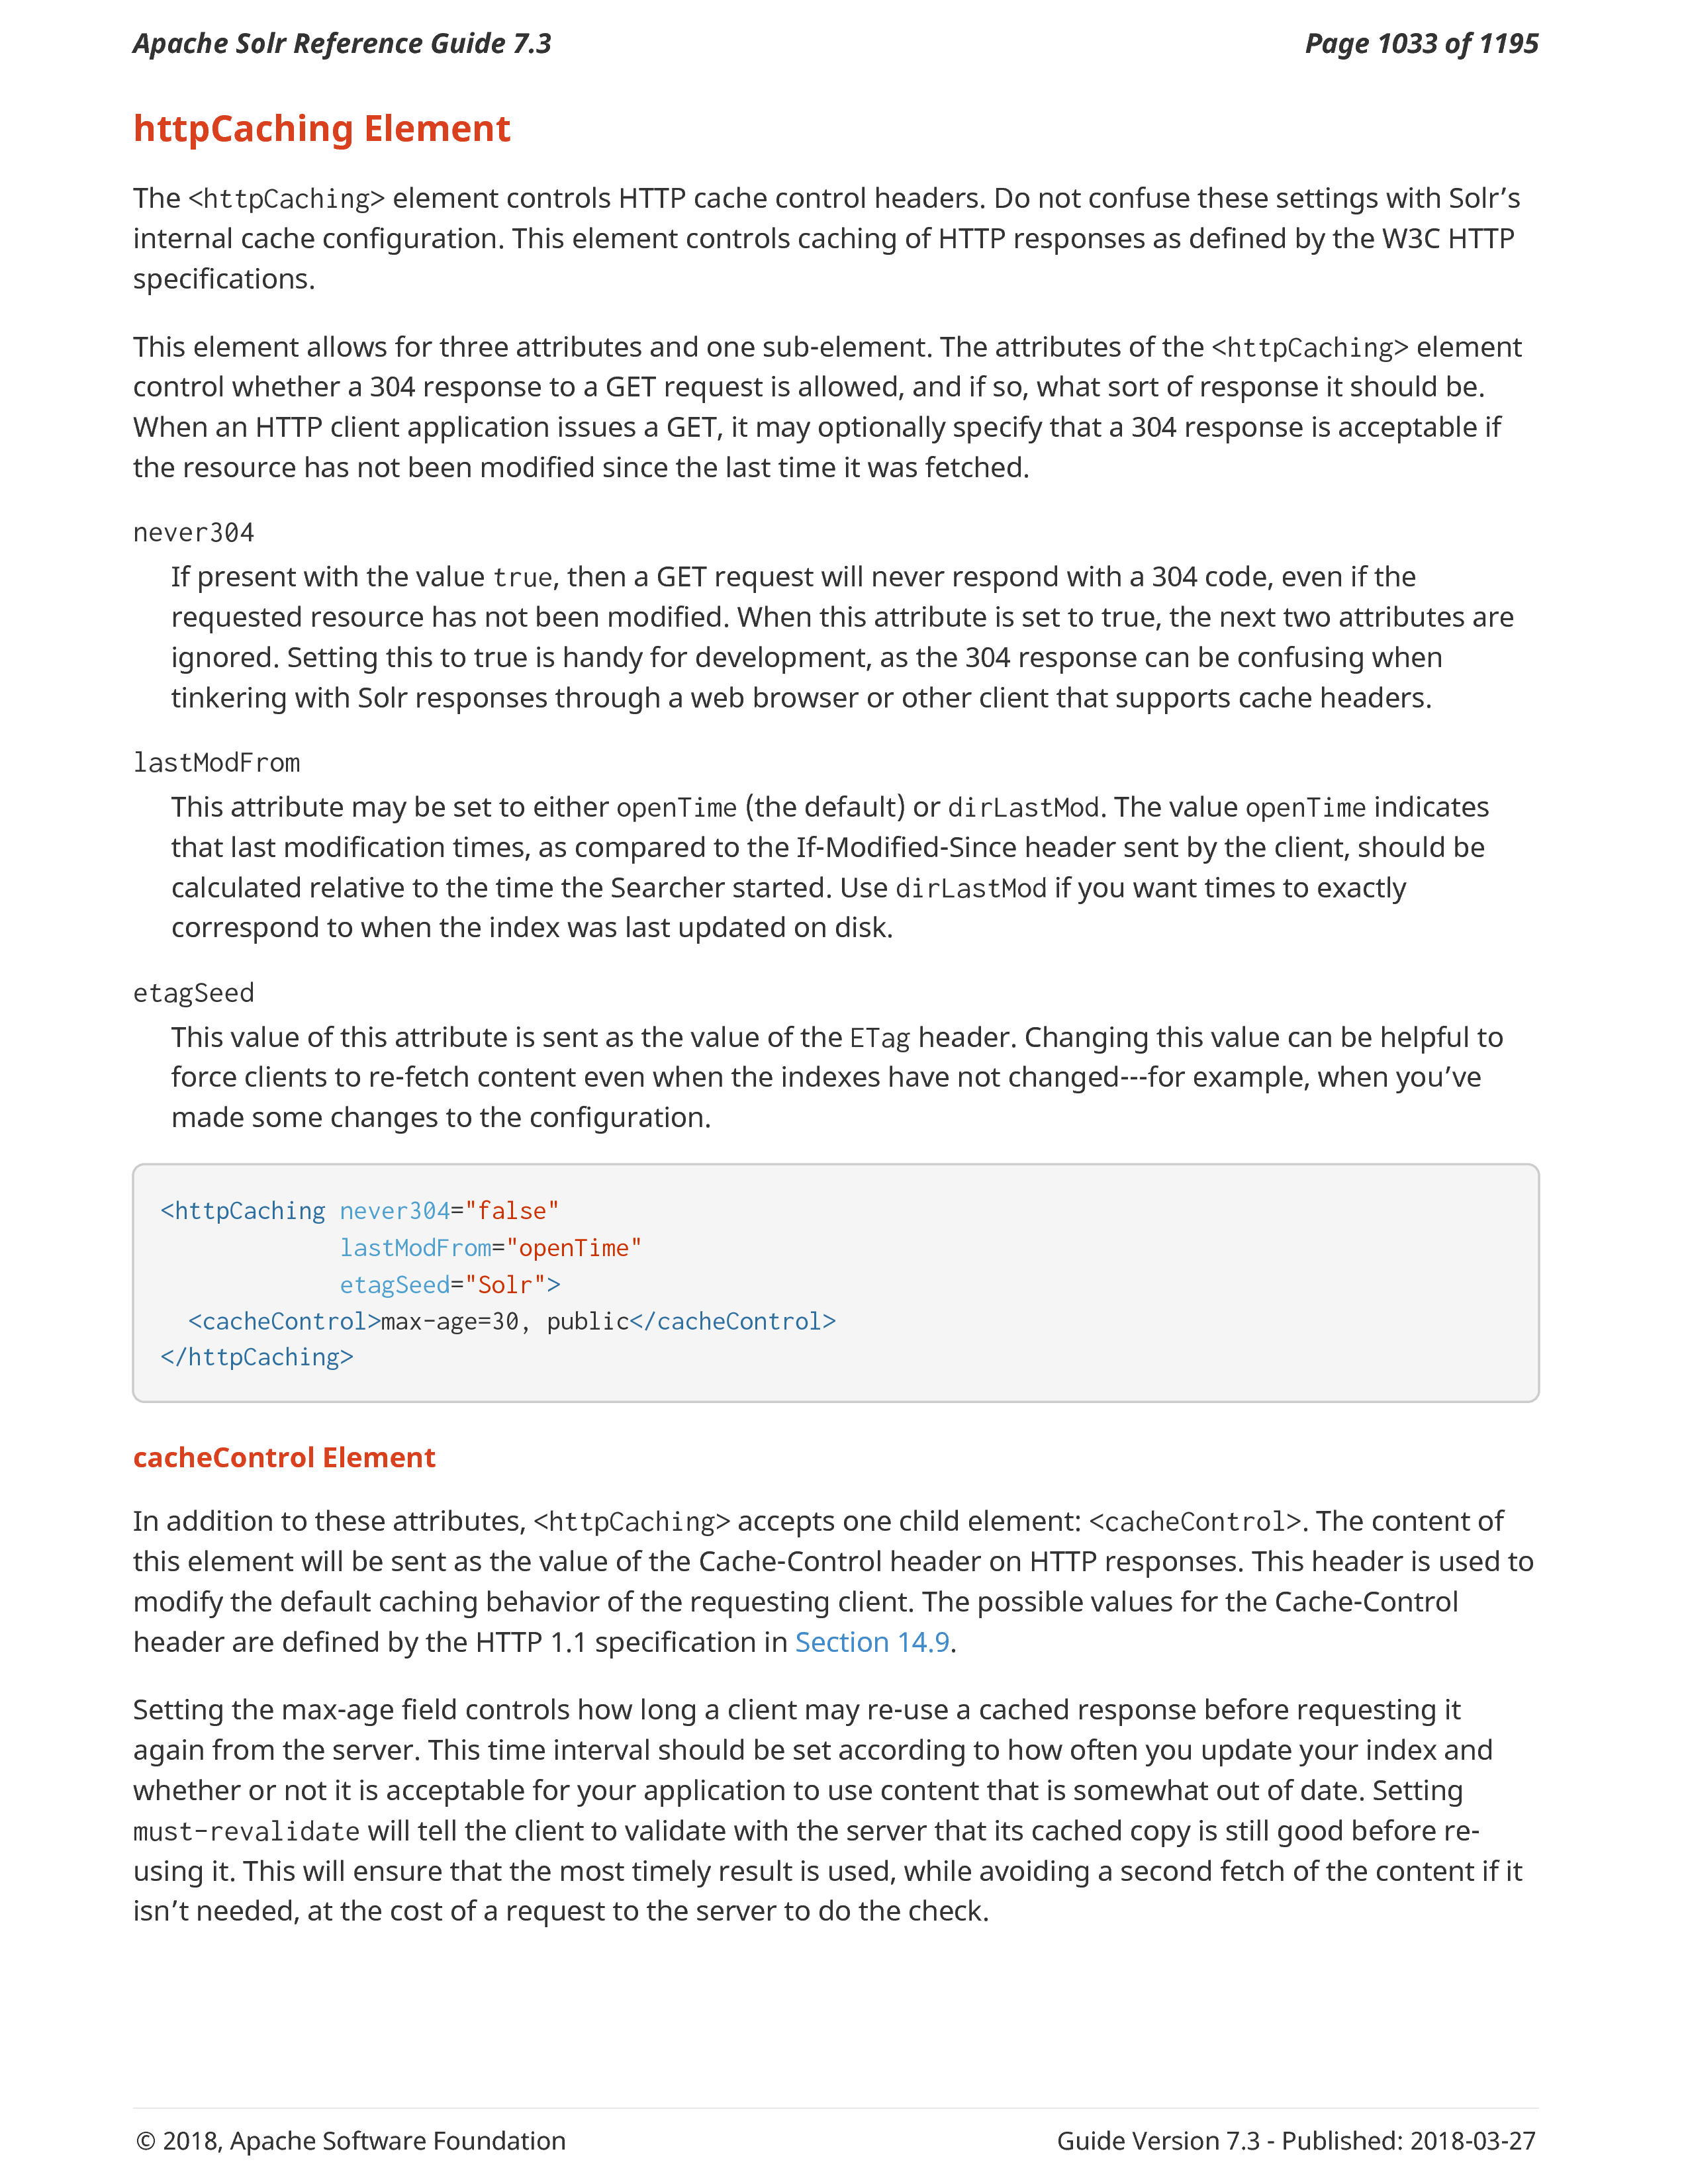 Apache Solr Reference Guide 7.3
Page 1033 of 1195
httpCaching Element
The <httpCaching> element controls HTTP cache control headers. Do not confuse these settings with Solr’s
internal cache configuration. This element controls caching of HTTP responses as defined by the W3C HTTP
specifications.
This element allows for three attributes and one sub-element. The attributes of the <httpCaching> element
control whether a 304 response to a GET request is allowed, and if so, what sort of response it should be.
When an HTTP client application issues a GET, it may optionally specify that a 304 response is acceptable if
the resource has not been modified since the last time it was fetched.
never304
If present with the value true, then a GET request will never respond with a 304 code, even if the
requested resource has not been modified. When this attribute is set to true, the next two attributes are
ignored. Setting this to true is handy for development, as the 304 response can be confusing when
tinkering with Solr responses through a web browser or other client that supports cache headers.
lastModFrom
This attribute may be set to either openTime (the default) or dirLastMod. The value openTime indicates
that last modification times, as compared to the If-Modified-Since header sent by the client, should be
calculated relative to the time the Searcher started. Use dirLastMod if you want times to exactly
correspond to when the index was last updated on disk.
etagSeed
This value of this attribute is sent as the value of the ETag header. Changing this value can be helpful to
force clients to re-fetch content even when the indexes have not changed---for example, when you’ve
made some changes to the configuration.
<httpCaching never304="false"
             lastModFrom="openTime"
             etagSeed="Solr">
  <cacheControl>max-age=30, public</cacheControl>
</httpCaching>
cacheControl Element
In addition to these attributes, <httpCaching> accepts one child element: <cacheControl>. The content of
this element will be sent as the value of the Cache-Control header on HTTP responses. This header is used to
modify the default caching behavior of the requesting client. The possible values for the Cache-Control
header are defined by the HTTP 1.1 specification in Section 14.9.
Setting the max-age field controls how long a client may re-use a cached response before requesting it
again from the server. This time interval should be set according to how often you update your index and
whether or not it is acceptable for your application to use content that is somewhat out of date. Setting
must-revalidate will tell the client to validate with the server that its cached copy is still good before re-
using it. This will ensure that the most timely result is used, while avoiding a second fetch of the content if it
isn’t needed, at the cost of a request to the server to do the check.
© 2018, Apache Software Foundation
Guide Version 7.3 - Published: 2018-03-27